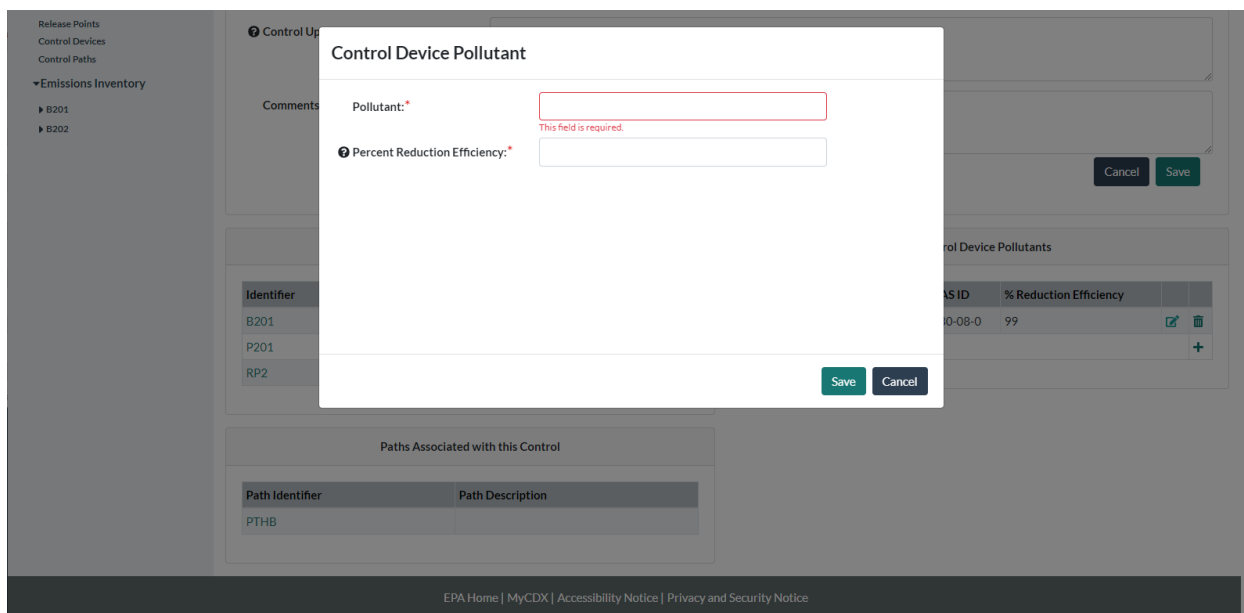 Release Points
Control Devices
Control Paths
Emissions Inventory
B201
B202
Control Up
Comments
Control Device Pollutant
Pollutant:*
This field is required.
Percent Reduction Efficiency:*
Save Cancel
Cancel Save
Identifier
B201
P201
RP2
rol Device Pollutants
AS ID % Reduction Efficiency
0-08-0 99
Paths Associated with this Control
Path Identifier Path Description
PTHB
EPA Home | MyCDX | Accessibility Notice | Privacy and Security Notice